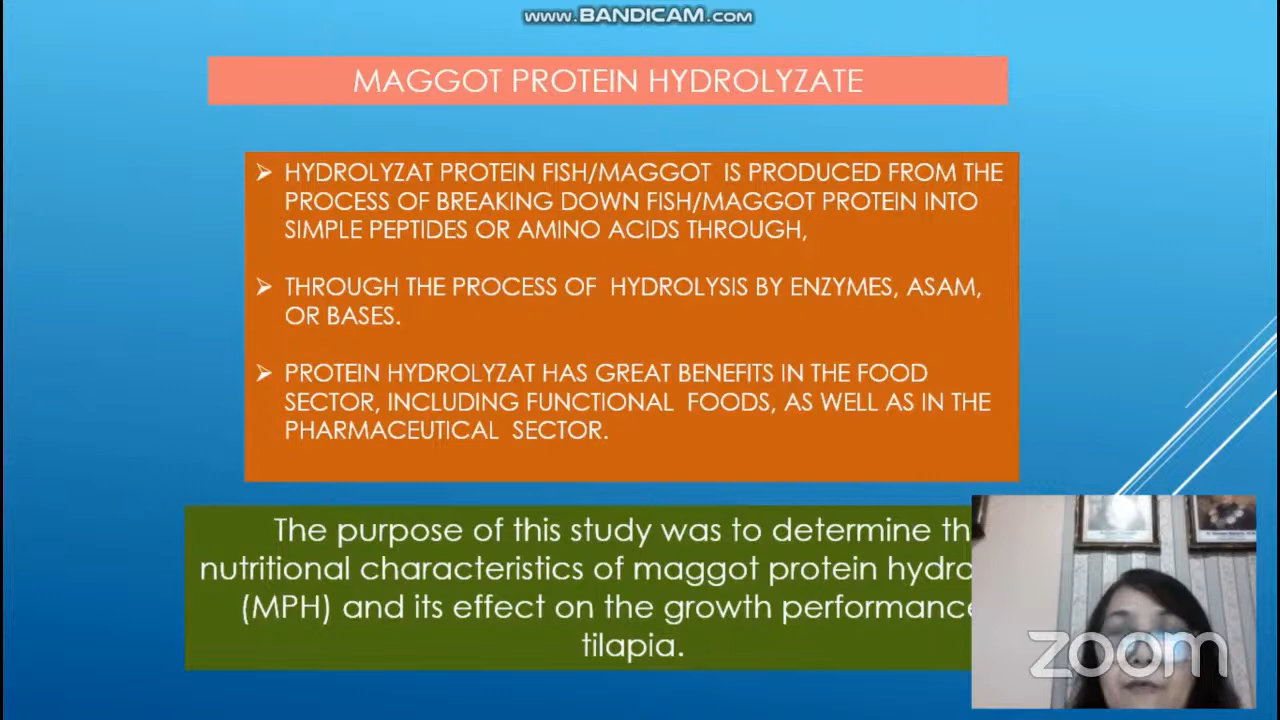 www.BANDICAM.com
MAGGOT PROTEIN HYDROLYZATE
➢ HYDROLYZAT PROTEIN FISH/MAGGOT IS PRODUCED FROM THE
PROCESS OF BREAKING DOWN FISH/MAGGOT PROTEIN INTO
SIMPLE PEPTIDES OR AMINO ACIDS THROUGH,
➢ THROUGH THE PROCESS OF HYDROLYSIS BY ENZYMES, ASAM,
OR BASES.
➢ PROTEIN HYDROLYZAT HAS GREAT BENEFITS IN THE FOOD
SECTOR, INCLUDING FUNCTIONAL FOODS, AS WELL AS IN THE
PHARMACEUTICAL SECTOR.
The purpose of this study was to determine th
nutritional characteristics of maggot protein hydro
(MPH) and its effect on the growth performance
tilapia.
zoom